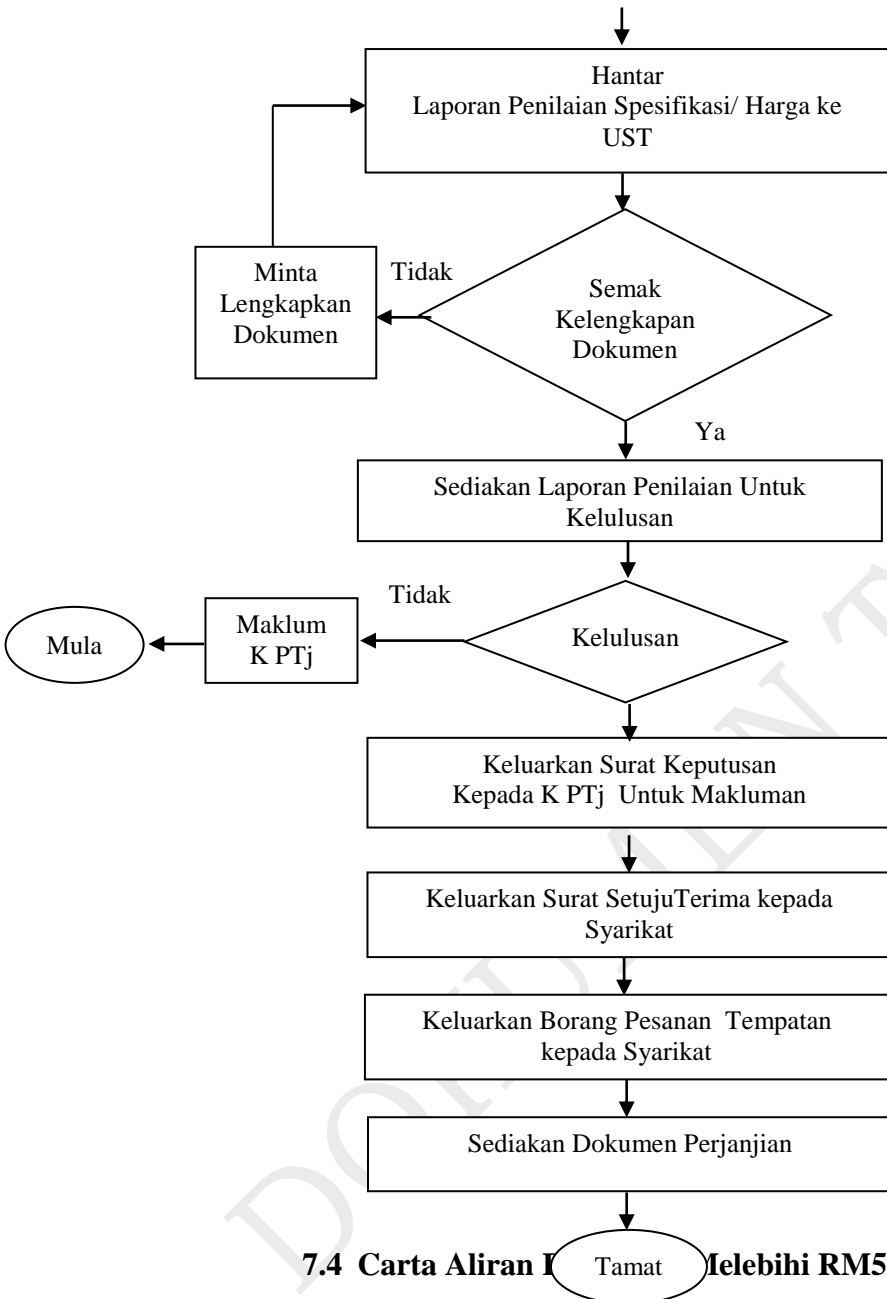 Hantar
Laporan Penilaian Spesifikasi/ Harga ke
UST
Minta
Lengkapkan
Dokumen
Tidak
Semak
Kelengkapan
Dokumen
Ya
Sediakan Laporan Penilaian Untuk
Kelulusan
Tidak
Mula
Maklum
K PTj
Kelulusan
Keluarkan Surat Keputusan
Kepada K PTj Untuk Makluman
Keluarkan Surat SetujuTerima kepada
Syarikat
Keluarkan Borang Pesanan Tempatan
kepada Syarikat
Sediakan Dokumen Perjanjian
7.4 Carta Aliran Melebihi RM5
Tamat